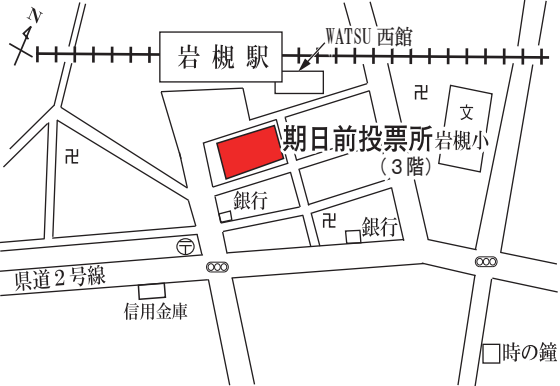 N
WATSU 西館
岩槻駅
卍
文
期日前投票所
岩槻小
(3階)
卍
銀行
卍
銀行
〒
県道2号線
信用金庫
時の鐘